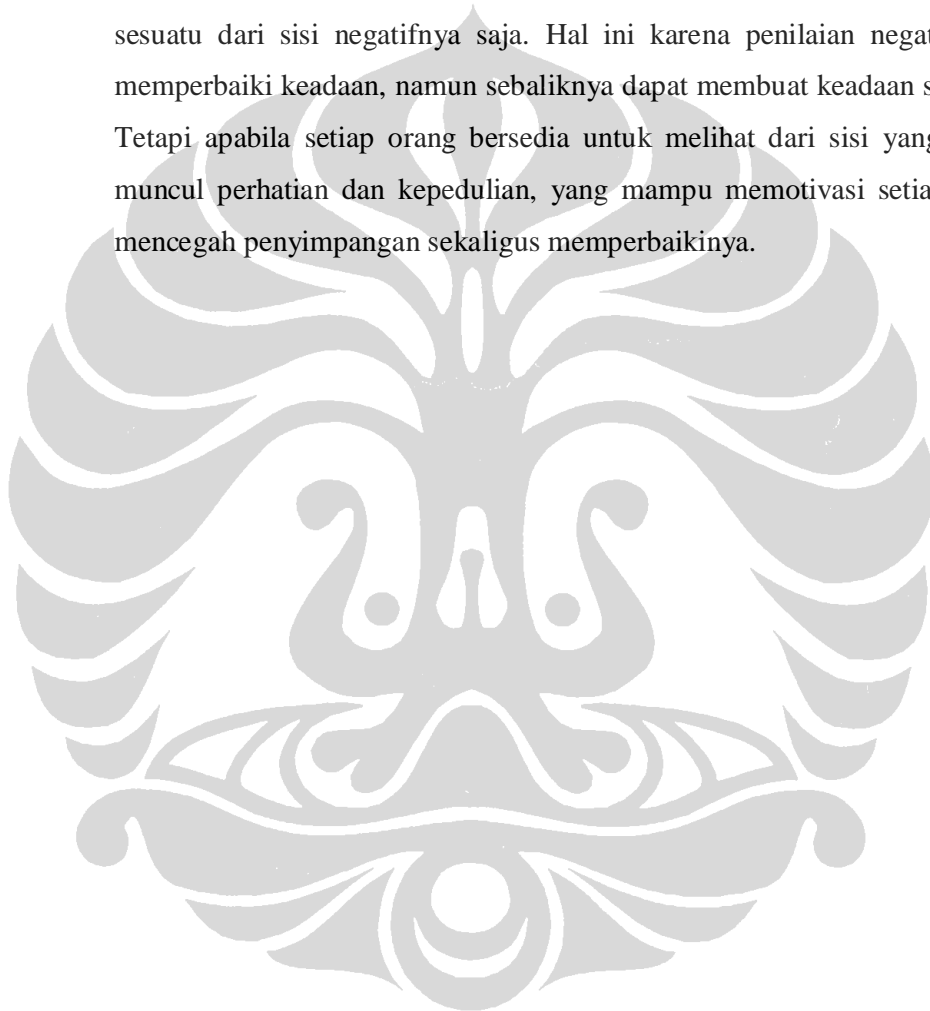 sesuatu dari sisi negatifnya saja. Hal ini karena penilaian negat
memperbaiki keadaan, namun sebaliknya dapat membuat keadaan s
Tetapi apabila setiap orang bersedia untuk melihat dari sisi yang
muncul perhatian dan kepedulian, yang mampu memotivasi setia
mencegah penyimpangan sekaligus memperbaikinya.